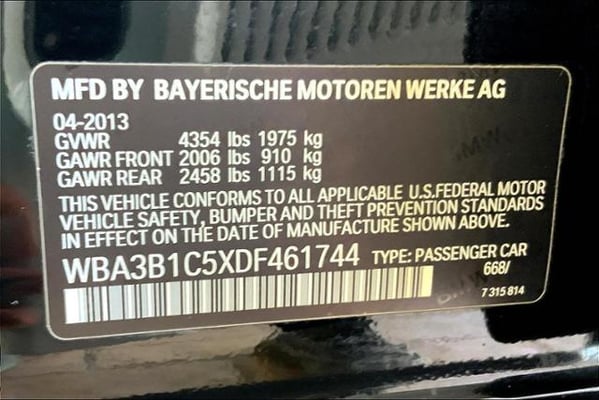 MFD BY BAYERISCHE MOTOREN WERKE AG
04-2013
GVWR 4354 lbs 1975 kg
GAWR FRONT 2006 lbs 910 kg
GAWR REAR 2458 lbs 1115 kg
THIS VEHICLE CONFORMS TO ALL APPLICABLE U.S.FEDERAL MOTOR
VEHICLE SAFETY, BUMPER AND THEFT PREVENTION STANDARDS
IN EFFECT ON THE DATE OF MANUFACTURE SHOWN ABOVE.
WBA3B1C5XDF461744 TYPE: PASSENGER CAR
668/
7 315 814